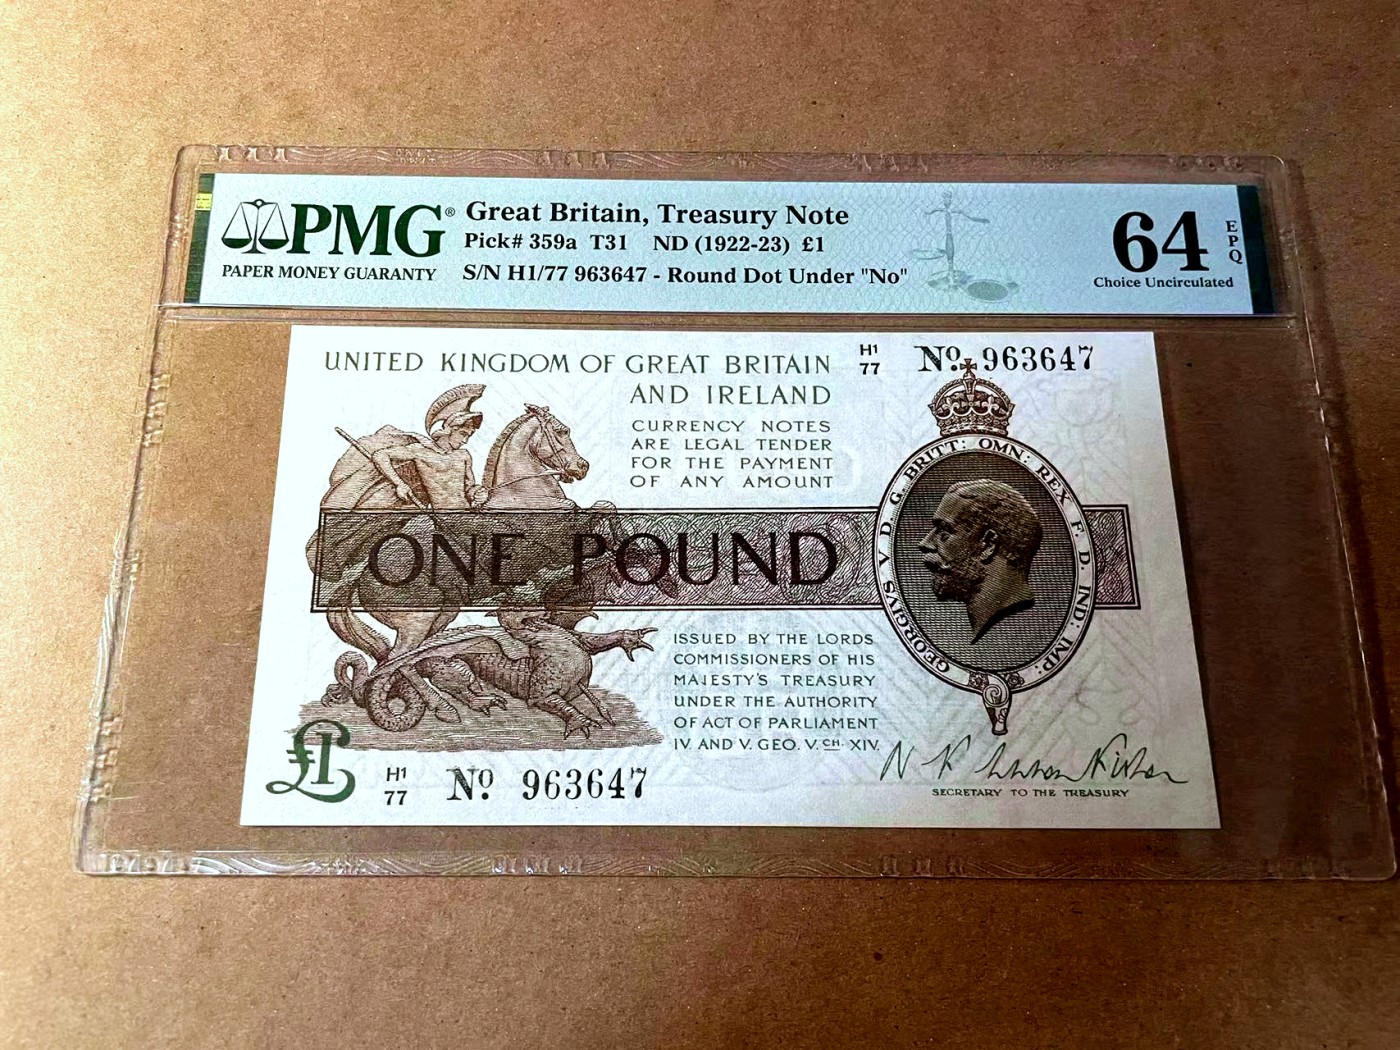 PMG®
PAPER MONEY GUARANTY
Great Britain, Treasury Note
Pick# 359a T31 ND (1922-23) £1
S/N H1/77 963647 - Round Dot Under "No"
64
EPQ
Choice Uncirculated
UNITED KINGDOM OF GREAT BRITAIN
AND IRELAND
H1
77
No. 963647
CURRENCY NOTES
ARE LEGAL TENDER
FOR THE PAYMENT
OF ANY AMOUNT
ONE POUND
GEORGIVS V D. G. BRITT: OMN: REX F. D. IND: IMP:
ISSUED BY THE LORDS
COMMISSIONERS OF HIS
MAJESTY'S TREASURY
UNDER THE AUTHORITY
OF ACT OF PARLIAMENT
IV. AND V. GEO. V. CH. XIV.
£1
H1
77
No. 963647
N F Warren Fisher
SECRETARY TO THE TREASURY